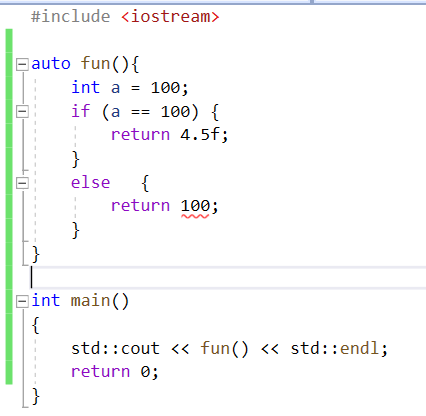 #include <iostream>
auto fun(){
int a = 100;
if (a == 100) {
return 4.5f;
}
else   {
return 100;
}
}
int main()
{
std::cout << fun() << std::endl;
return 0;
}